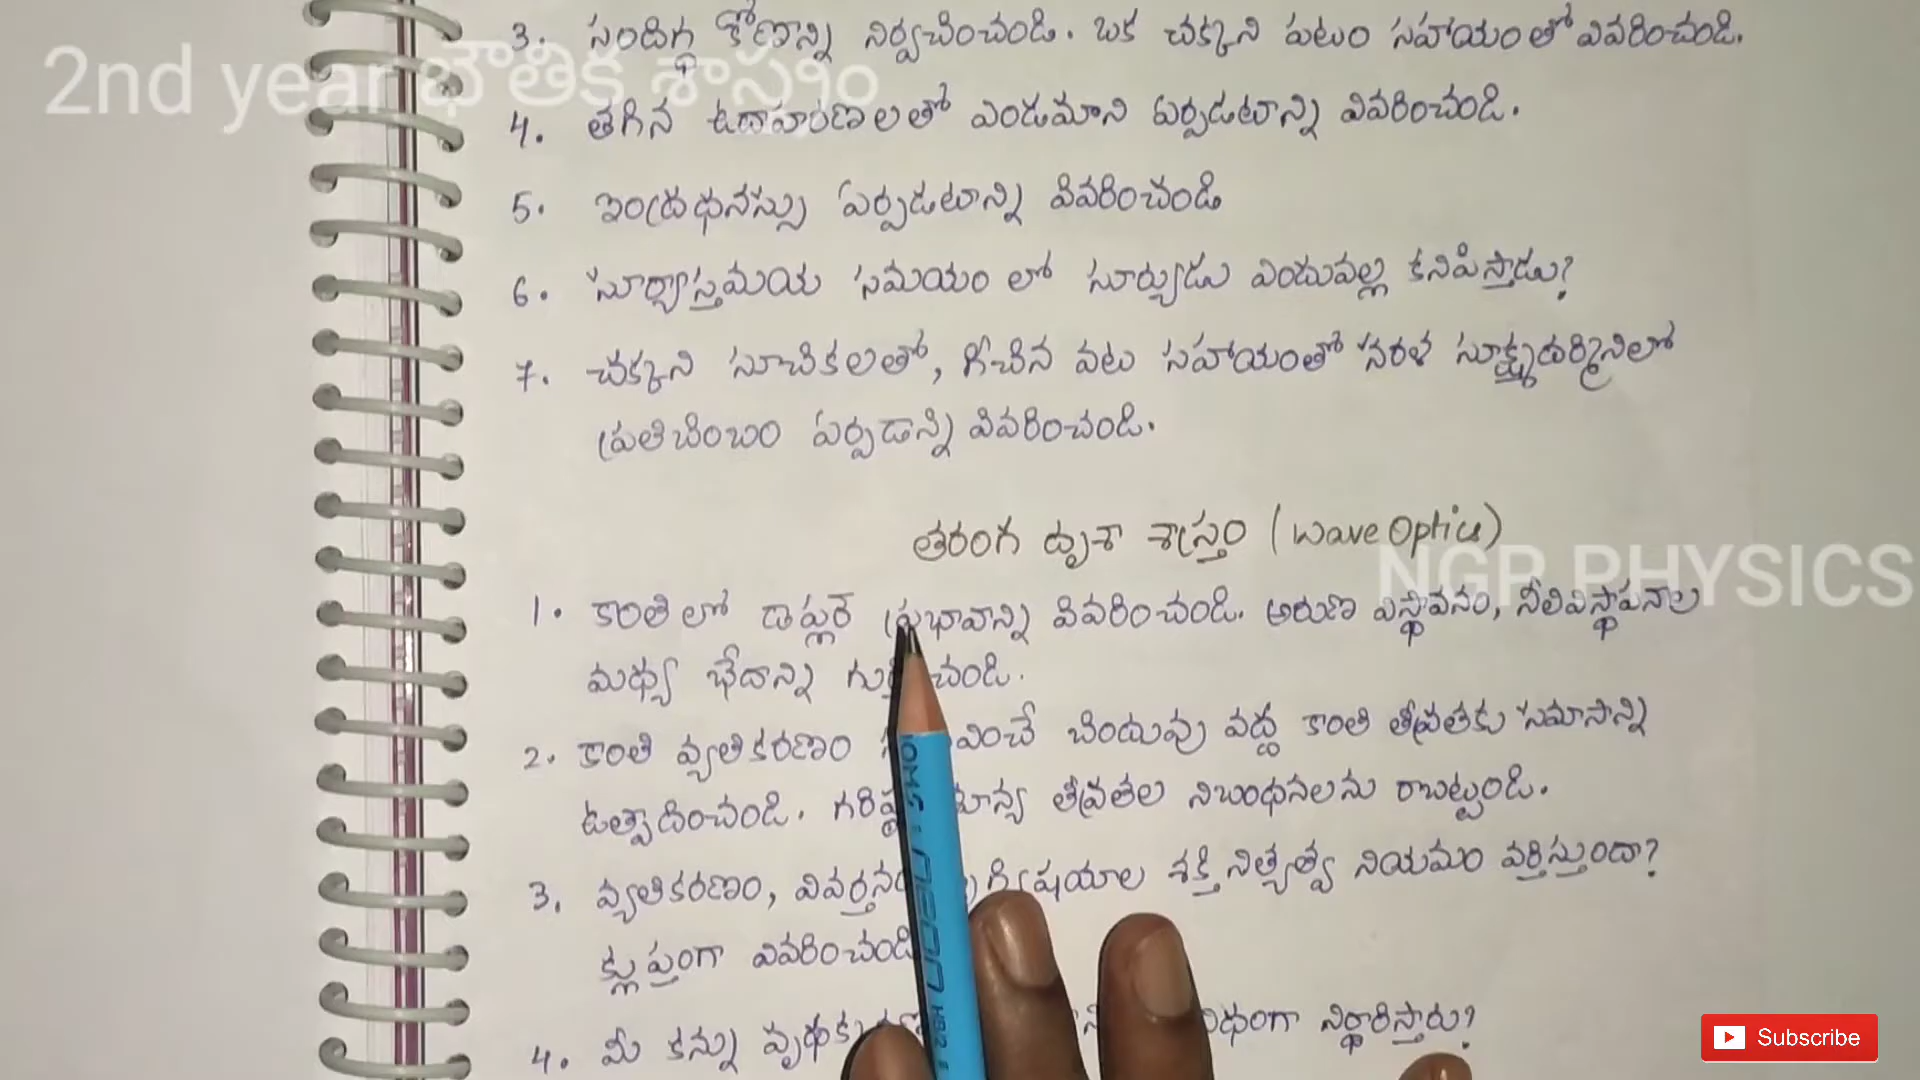 3. సందిగ్ధ కోణాన్ని నిర్వచించండి. ఒక చక్కని పటం సహాయంతో వివరించండి.
2nd year భౌతిక శాస్త్రం
4. తగిన ఉదాహరణలతో ఎండమావి ఏర్పడటాన్ని వివరించండి.
5. ఇంద్రధనస్సు ఏర్పడటాన్ని వివరించండి
6. సూర్యాస్తమయ సమయం లో సూర్యుడు ఎందువల్ల కనిపిస్తాడు?
7. చక్కని సూచికలతో, గీచిన పటం సహాయంతో సరళ సూక్ష్మదర్శినిలో
ప్రతిబింబం ఏర్పడాన్ని వివరించండి.
తరంగ దృశా శాస్త్రం (Wave Optics)
NGP PHYSICS
1. కాంతి లో డాప్లర్ ప్రభావాన్ని వివరించండి. అరుణ విస్థాపనం, నీలివిస్థాపనాల
మధ్య భేదాన్ని చండి.
2. కాంతి వ్యతికరణం వించే బిందువు వద్ద కాంతి తీవ్రతకు సమాసాన్ని
ఉత్పాదించండి. గరిష్ఠ తీవ్రతల నిబంధనలను రాబట్టండి.
3. వ్యతికరణం, వివర్తన విషయాల శక్తి నిత్యత్వ నియమం వర్తిస్తుందా?
క్లుప్తంగా వివరించండి
4. మీ కన్ను నిర్ధారిస్తారు?
Subscribe